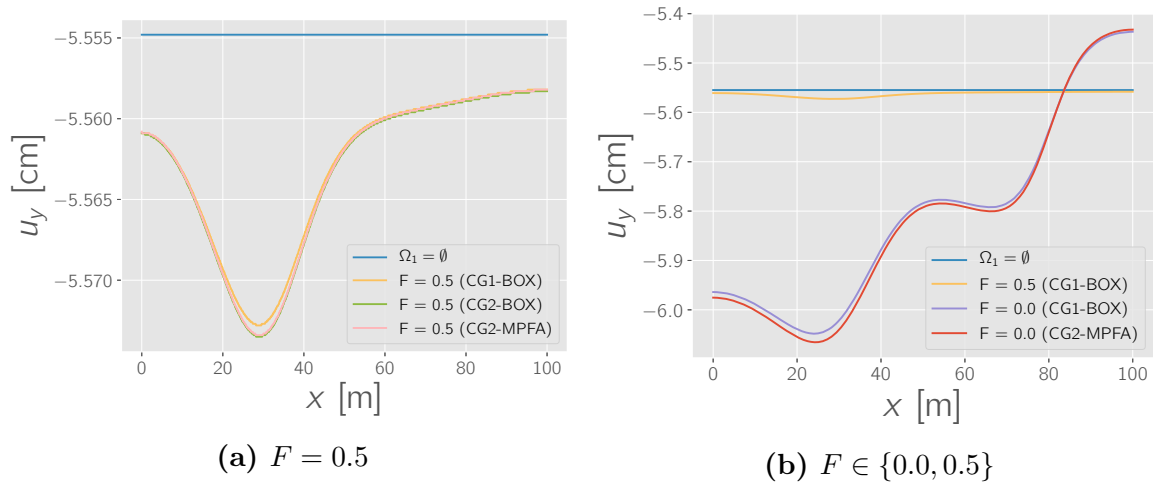 −5.555
−5.560
−5.565
−5.570
u_y [cm]
Ω₁ = ∅
F = 0.5 (CG1-BOX)
F = 0.5 (CG2-BOX)
F = 0.5 (CG2-MPFA)
0 20 40 60 80 100
x [m]
(a) F = 0.5
−5.4
−5.5
−5.6
−5.7
−5.8
−5.9
−6.0
u_y [cm]
Ω₁ = ∅
F = 0.5 (CG1-BOX)
F = 0.0 (CG1-BOX)
F = 0.0 (CG2-MPFA)
0 20 40 60 80 100
x [m]
(b) F ∈ {0.0, 0.5}